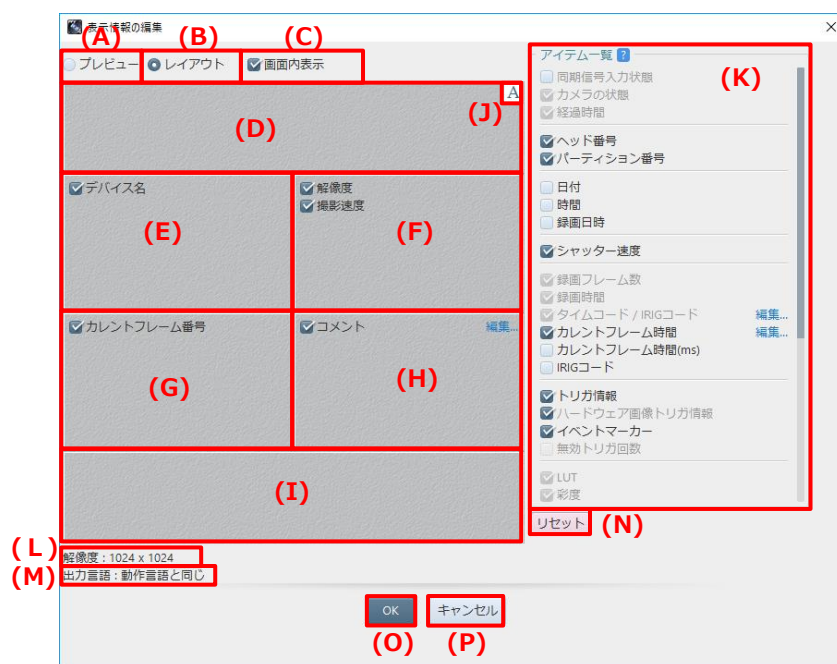 表示情報の編集
(A)
(B)
(C)
プレビュー
レイアウト
画面内表示
A
(J)
(D)
デバイス名
(E)
解像度
撮影速度
(F)
カレントフレーム番号
(G)
コメント
編集...
(H)
(I)
アイテム一覧 ?
(K)
同期信号入力状態
カメラの状態
経過時間
ヘッド番号
パーティション番号
日付
時間
録画日時
シャッター速度
録画フレーム数
録画時間
タイムコード / IRIGコード 編集...
カレントフレーム時間 編集...
カレントフレーム時間(ms)
IRIGコード
トリガ情報
ハードウェア画像トリガ情報
イベントマーカー
無効トリガ回数
LUT
彩度
リセット
(N)
(L)
解像度 : 1024 x 1024
(M)
出力言語 : 動作言語と同じ
OK
キャンセル
(O)
(P)